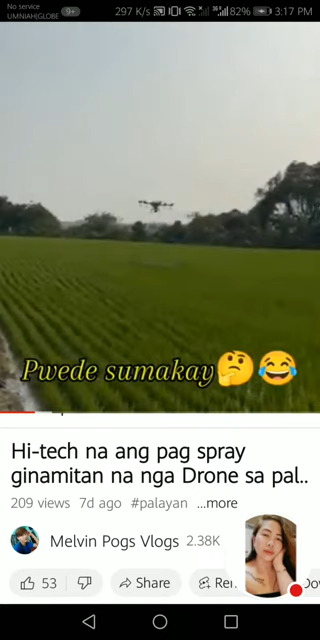 No service
UMNIAH|GLOBE
9+
297 K/s
82%
3:17 PM
Pwede sumakay🤔😂
Hi-tech na ang pag spray
ginamitan na nga Drone sa pal..
209 views 7d ago #palayan ...more
Melvin Pogs Vlogs 2.38K
53
Share